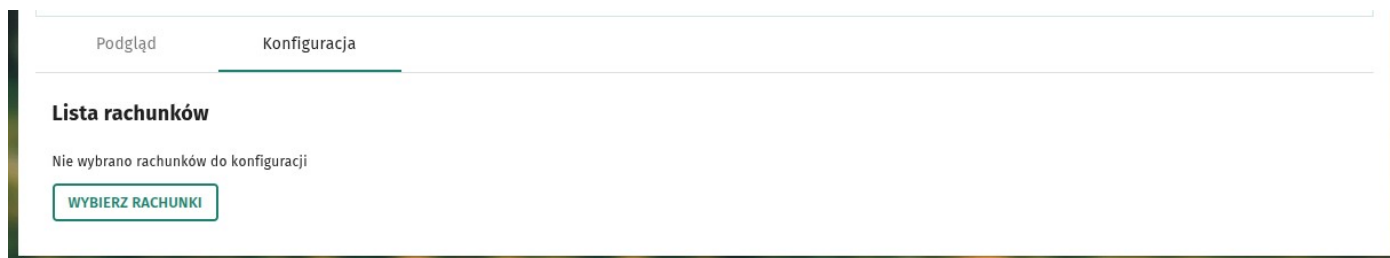 Podgląd Konfiguracja
Lista rachunków
Nie wybrano rachunków do konfiguracji
WYBIERZ RACHUNKI